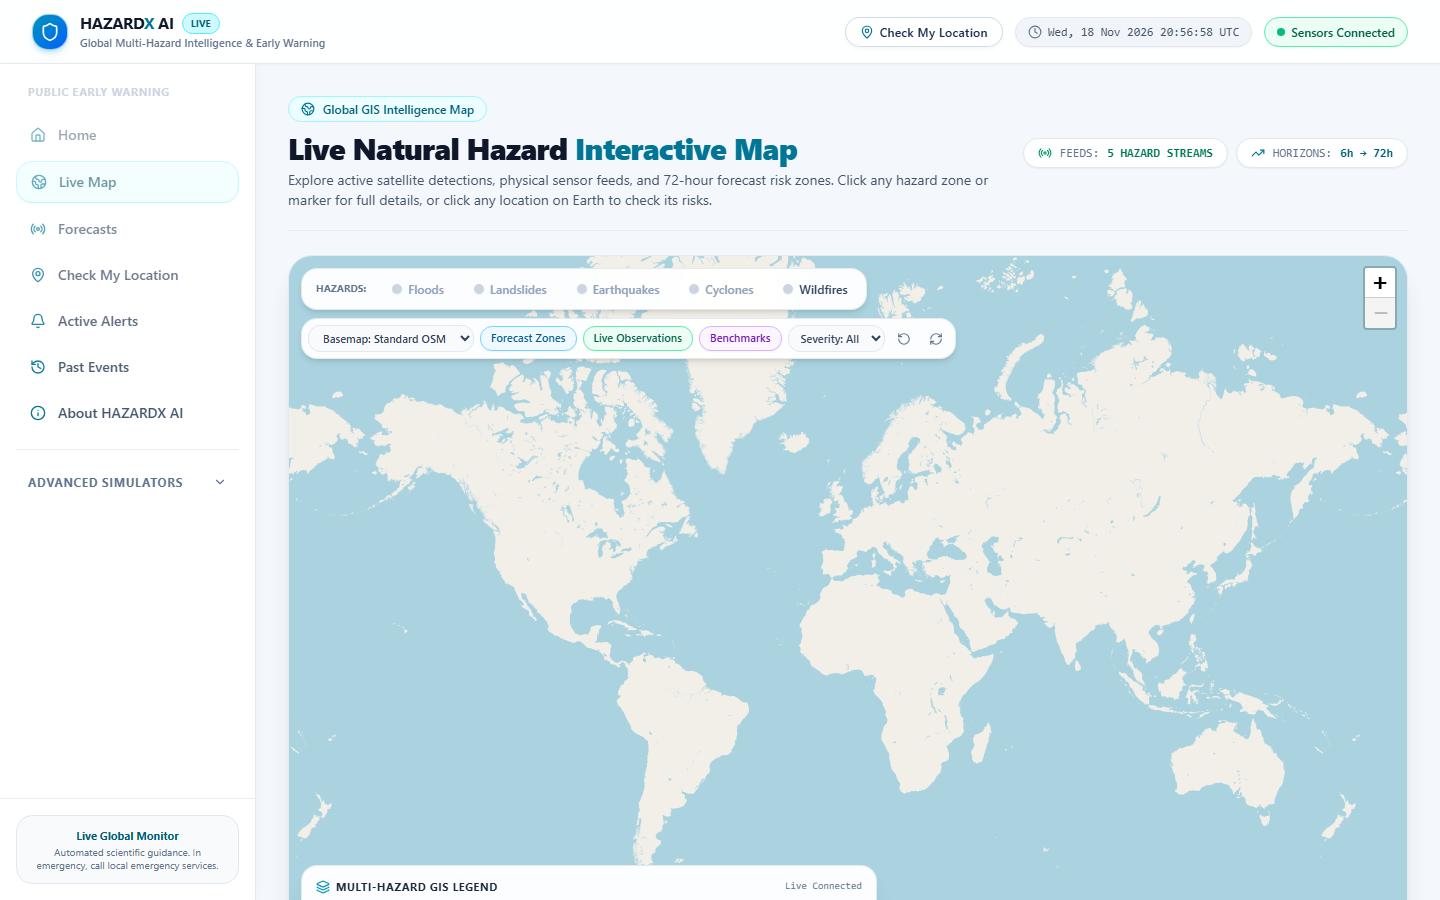 HAZARDX AI LIVE
Global Multi-Hazard Intelligence & Early Warning
Check My Location
Wed, 18 Nov 2026 20:56:58 UTC
Sensors Connected
PUBLIC EARLY WARNING
Home
Live Map
Forecasts
Check My Location
Active Alerts
Past Events
About HAZARDX AI
ADVANCED SIMULATORS
Live Global Monitor
Automated scientific guidance. In
emergency, call local emergency services.
Global GIS Intelligence Map
Live Natural Hazard Interactive Map
Explore active satellite detections, physical sensor feeds, and 72-hour forecast risk zones. Click any hazard zone or
marker for full details, or click any location on Earth to check its risks.
FEEDS: 5 HAZARD STREAMS
HORIZONS: 6h → 72h
HAZARDS: Floods Landslides Earthquakes Cyclones Wildfires
Basemap: Standard OSM Forecast Zones Live Observations Benchmarks Severity: All
+
−
MULTI-HAZARD GIS LEGEND
Live Connected